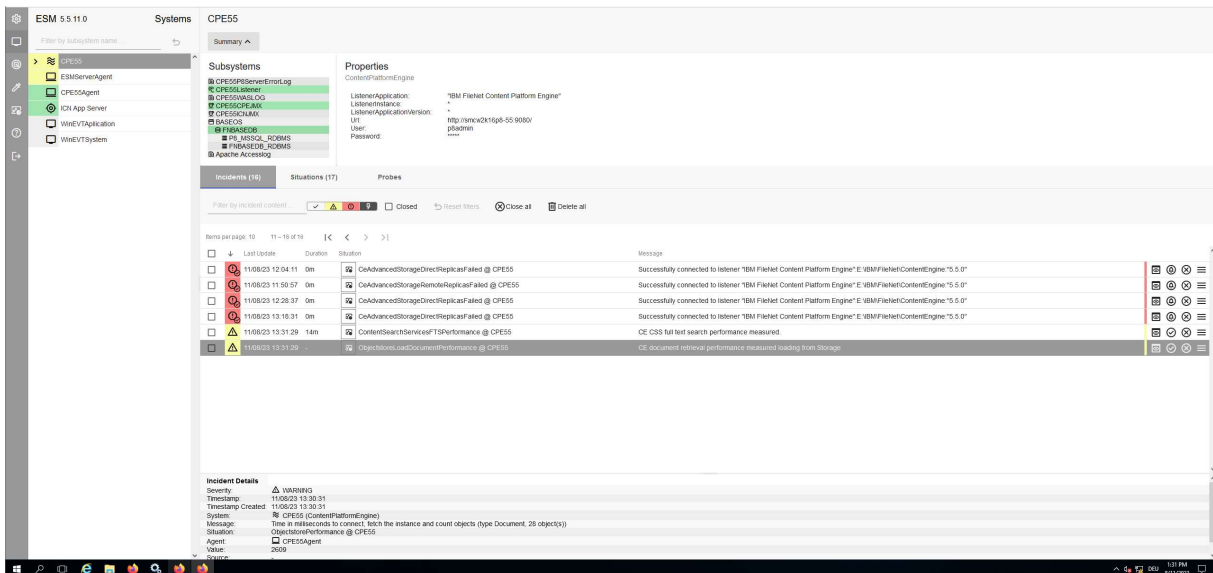 ESM 5.5.11.0 Systems
Filter by subsystem name ...
CPE55
ESMServerAgent
CPE55Agent
ICN App Server
WinEVTAplication
WinEVTSystem
CPE55
Summary
Subsystems
CPE55P8ServerErrorLog
CPE55Listener
CPE55WASLOG
CPE55CPEJMX
CPE55ICNJMX
BASEOS
FNBASEDB
P8_MSSQL_RDBMS
FNBASEDB_RDBMS
Apache Accesslog
Properties
ContentPlatformEngine
ListenerApplication: "IBM FileNet Content Platform Engine"
ListenerInstance: *
ListenerApplicationVersion: *
Url: http://smcw2k16p8-55:9080/
User: p8admin
Password: *****
Incidents (16) Situations (17) Probes
Filter by incident content ... Closed Reset filters Close all Delete all
Items per page: 10 11 – 16 of 16
Last Update Duration Situation Message
11/08/23 12:04:11 0m CeAdvancedStorageDirectReplicasFailed @ CPE55 Successfully connected to listener "IBM FileNet Content Platform Engine":E:\IBM\FileNet\ContentEngine:"5.5.0"
11/08/23 11:50:57 0m CeAdvancedStorageRemoteReplicasFailed @ CPE55 Successfully connected to listener "IBM FileNet Content Platform Engine":E:\IBM\FileNet\ContentEngine:"5.5.0"
11/08/23 12:28:37 0m CeAdvancedStorageDirectReplicasFailed @ CPE55 Successfully connected to listener "IBM FileNet Content Platform Engine":E:\IBM\FileNet\ContentEngine:"5.5.0"
11/08/23 13:18:31 0m CeAdvancedStorageDirectReplicasFailed @ CPE55 Successfully connected to listener "IBM FileNet Content Platform Engine":E:\IBM\FileNet\ContentEngine:"5.5.0"
11/08/23 13:31:29 14m ContentSearchServicesFTSPerformance @ CPE55 CE CSS full text search performance measured.
11/08/23 13:31:29 - ObjectstoreLoadDocumentPerformance @ CPE55 CE document retrieval performance measured loading from Storage
Incident Details
Severity: WARNING
Timestamp: 11/08/23 13:30:31
Timestamp Created: 11/08/23 13:30:31
System: CPE55 (ContentPlatformEngine)
Message: Time in milliseconds to connect, fetch the instance and count objects (type Document, 28 object(s))
Situation: ObjectstorePerformance @ CPE55
Agent: CPE55Agent
Value: 2609
Source: -
DEU 1:31 PM